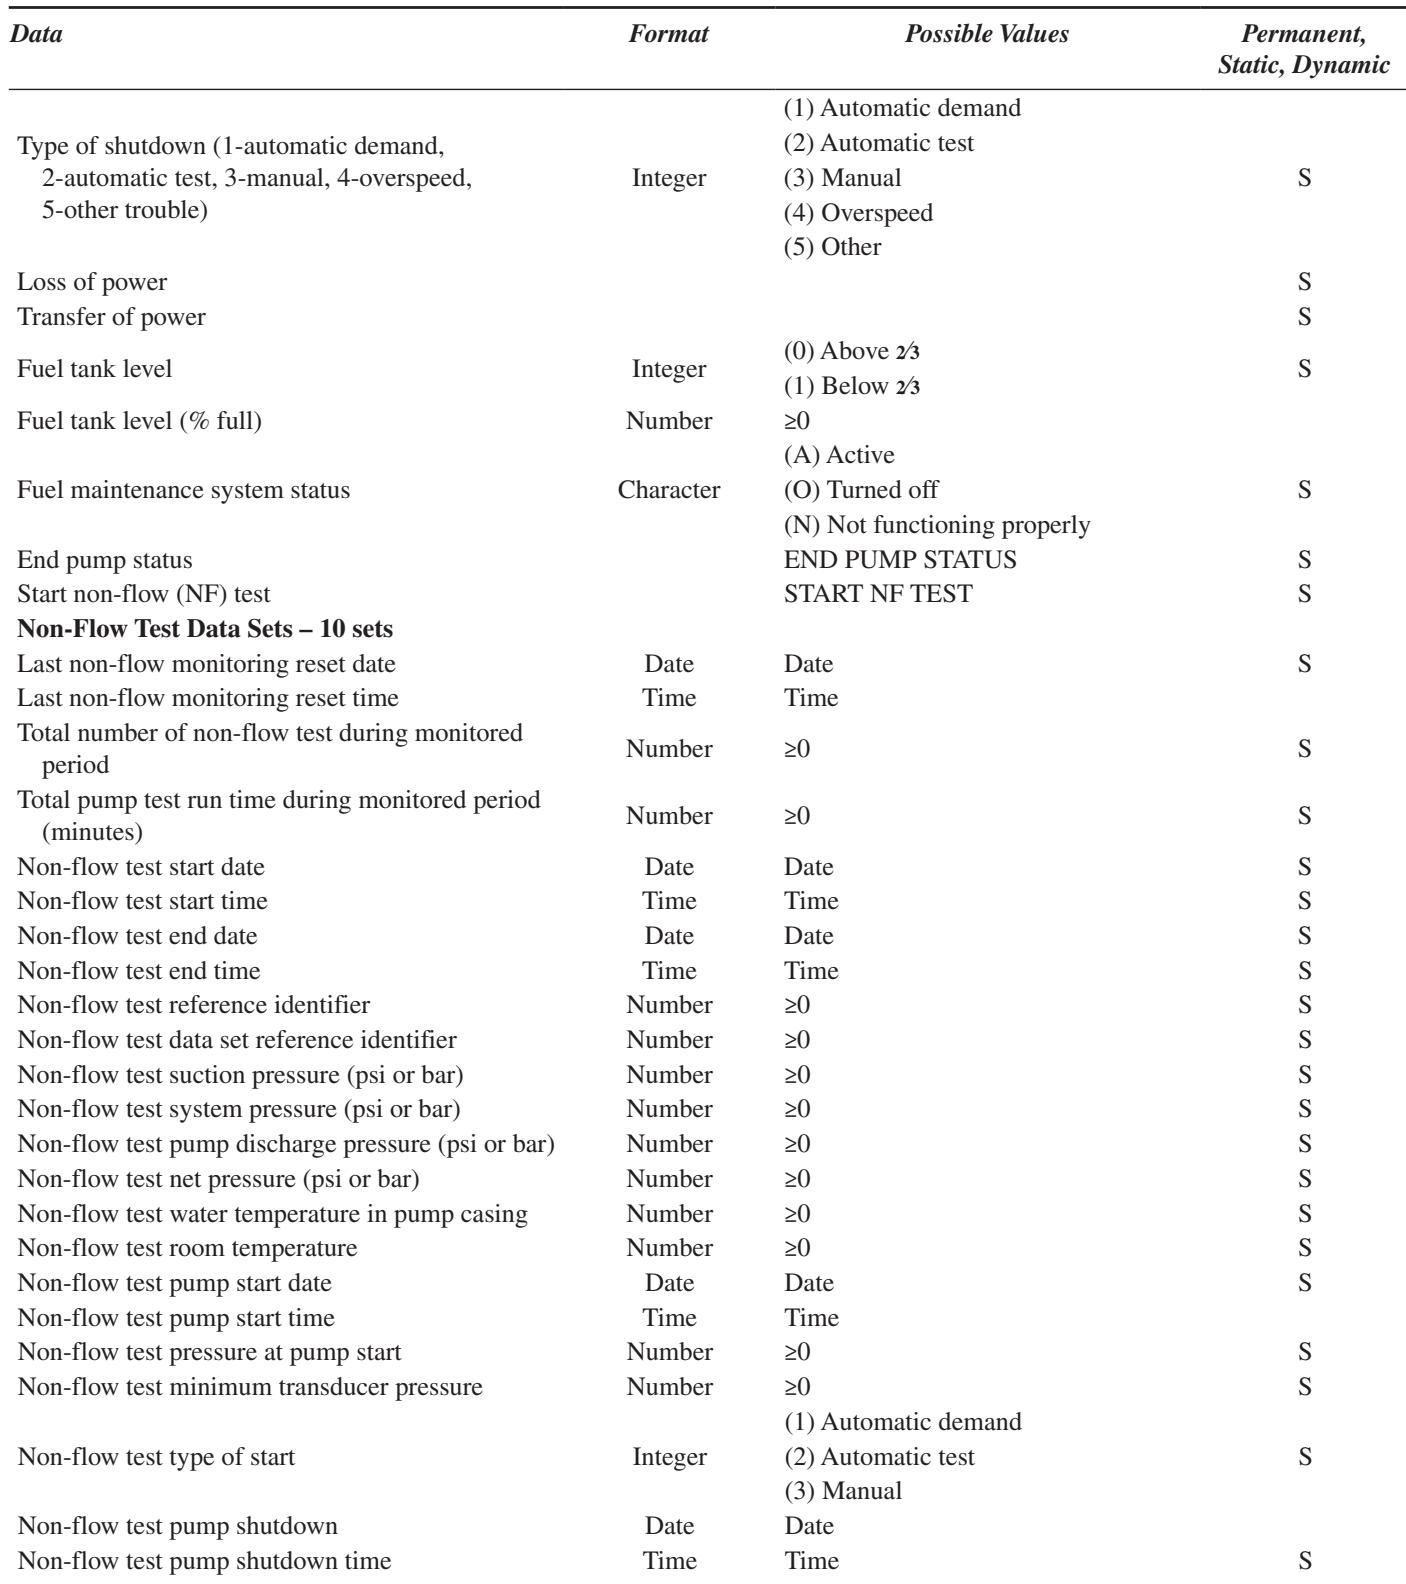 Data Format Possible Values Permanent,
Static, Dynamic
(1) Automatic demand
Type of shutdown (1-automatic demand, (2) Automatic test
2-automatic test, 3-manual, 4-overspeed, Integer (3) Manual S
5-other trouble) (4) Overspeed
(5) Other
Loss of power S
Transfer of power S
Fuel tank level Integer (0) Above 2⁄3 S
(1) Below 2⁄3
Fuel tank level (% full) Number ≥0
(A) Active
Fuel maintenance system status Character (O) Turned off S
(N) Not functioning properly
End pump status END PUMP STATUS S
Start non-flow (NF) test START NF TEST S
Non-Flow Test Data Sets – 10 sets
Last non-flow monitoring reset date Date Date S
Last non-flow monitoring reset time Time Time
Total number of non-flow test during monitored
period Number ≥0 S
Total pump test run time during monitored period
(minutes) Number ≥0 S
Non-flow test start date Date Date S
Non-flow test start time Time Time S
Non-flow test end date Date Date S
Non-flow test end time Time Time S
Non-flow test reference identifier Number ≥0 S
Non-flow test data set reference identifier Number ≥0 S
Non-flow test suction pressure (psi or bar) Number ≥0 S
Non-flow test system pressure (psi or bar) Number ≥0 S
Non-flow test pump discharge pressure (psi or bar) Number ≥0 S
Non-flow test net pressure (psi or bar) Number ≥0 S
Non-flow test water temperature in pump casing Number ≥0 S
Non-flow test room temperature Number ≥0 S
Non-flow test pump start date Date Date S
Non-flow test pump start time Time Time
Non-flow test pressure at pump start Number ≥0 S
Non-flow test minimum transducer pressure Number ≥0 S
(1) Automatic demand
Non-flow test type of start Integer (2) Automatic test S
(3) Manual
Non-flow test pump shutdown Date Date
Non-flow test pump shutdown time Time Time S